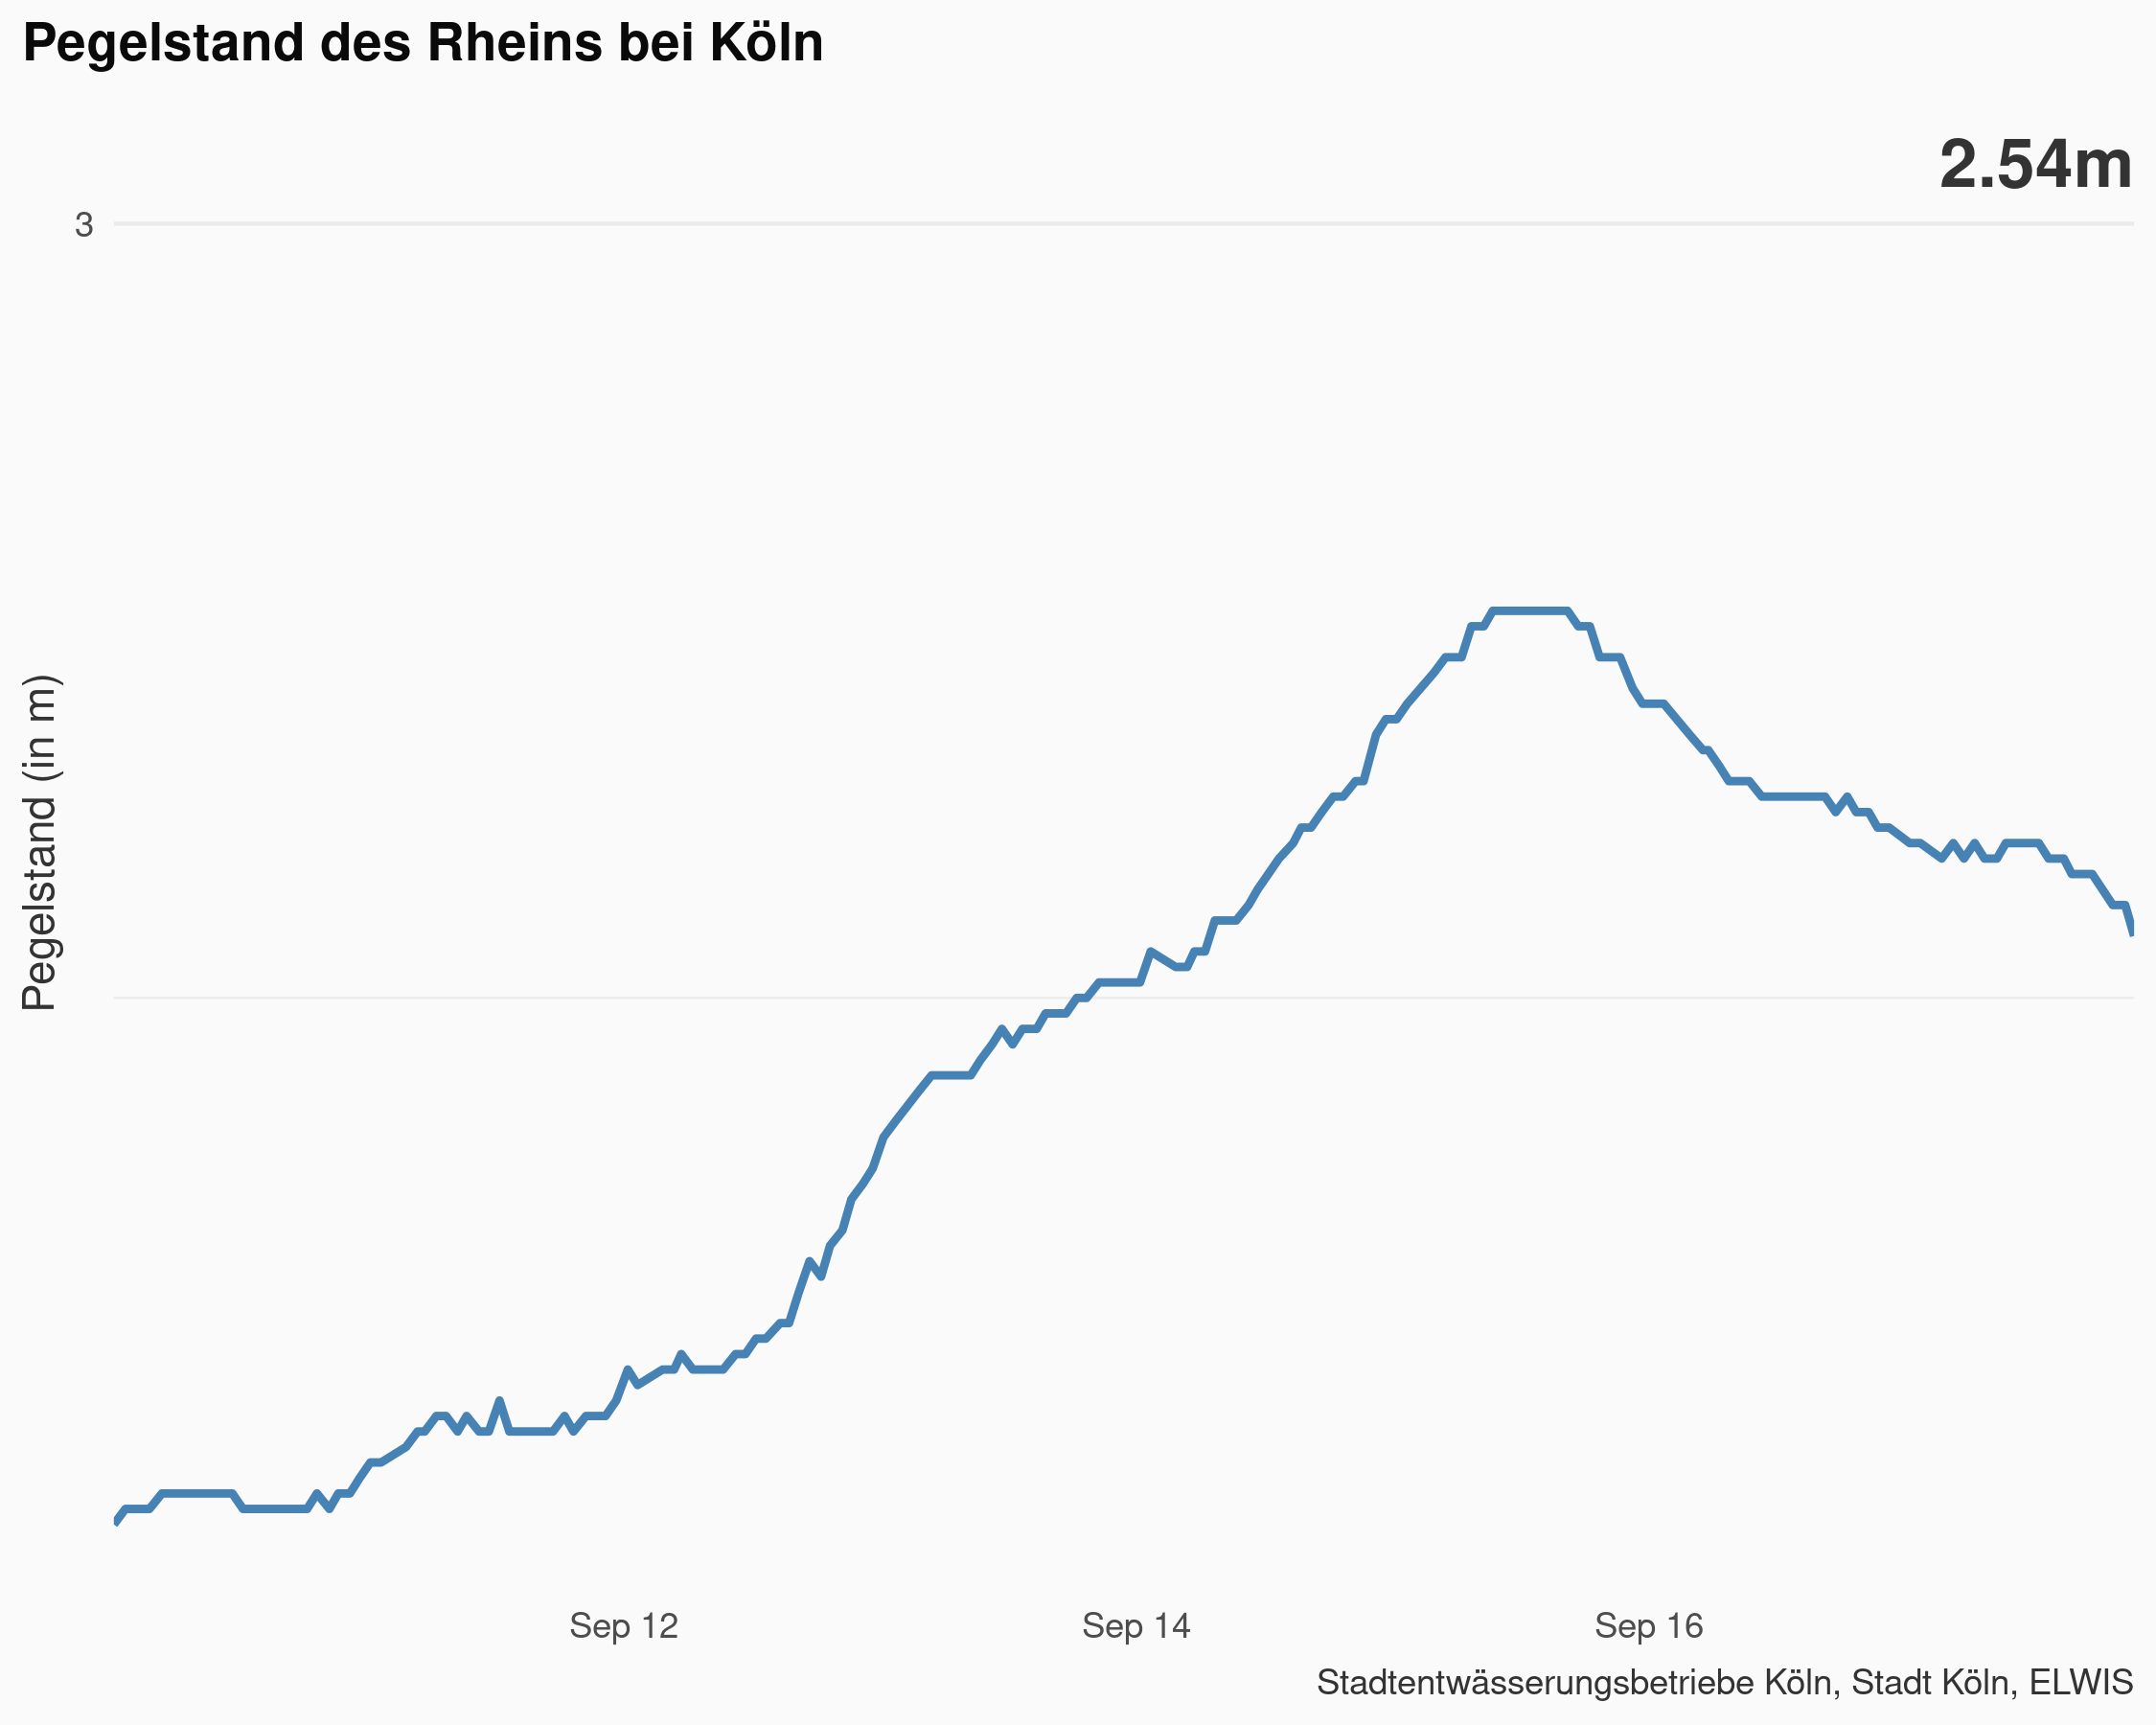 Pegelstand des Rheins bei Köln
2.54m
3
Pegelstand (in m)
Sep 12
Sep 14
Sep 16
Stadtentwässerungsbetriebe Köln, Stadt Köln, ELWIS